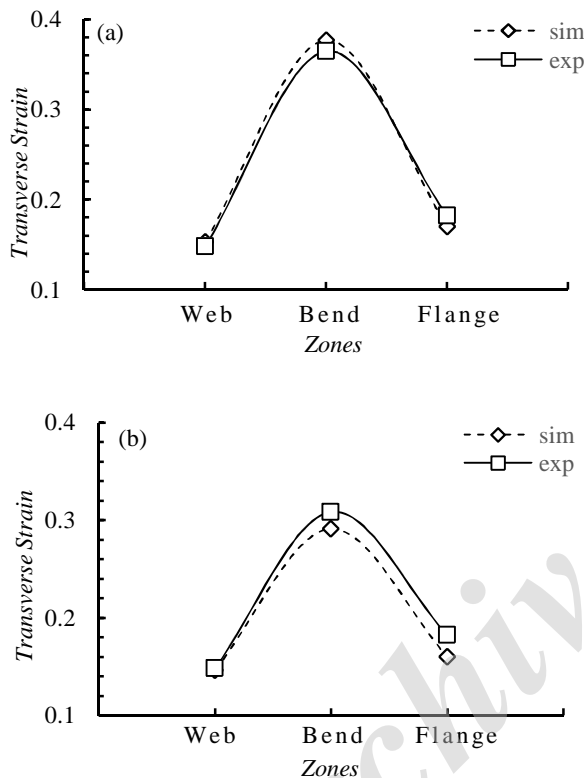 (a)
sim
exp
0.4
0.3
0.2
0.1
Transverse Strain
Web Bend Flange
Zones
(b)
sim
exp
0.4
0.3
0.2
0.1
Transverse Strain
Web Bend Flange
Zones
chiv